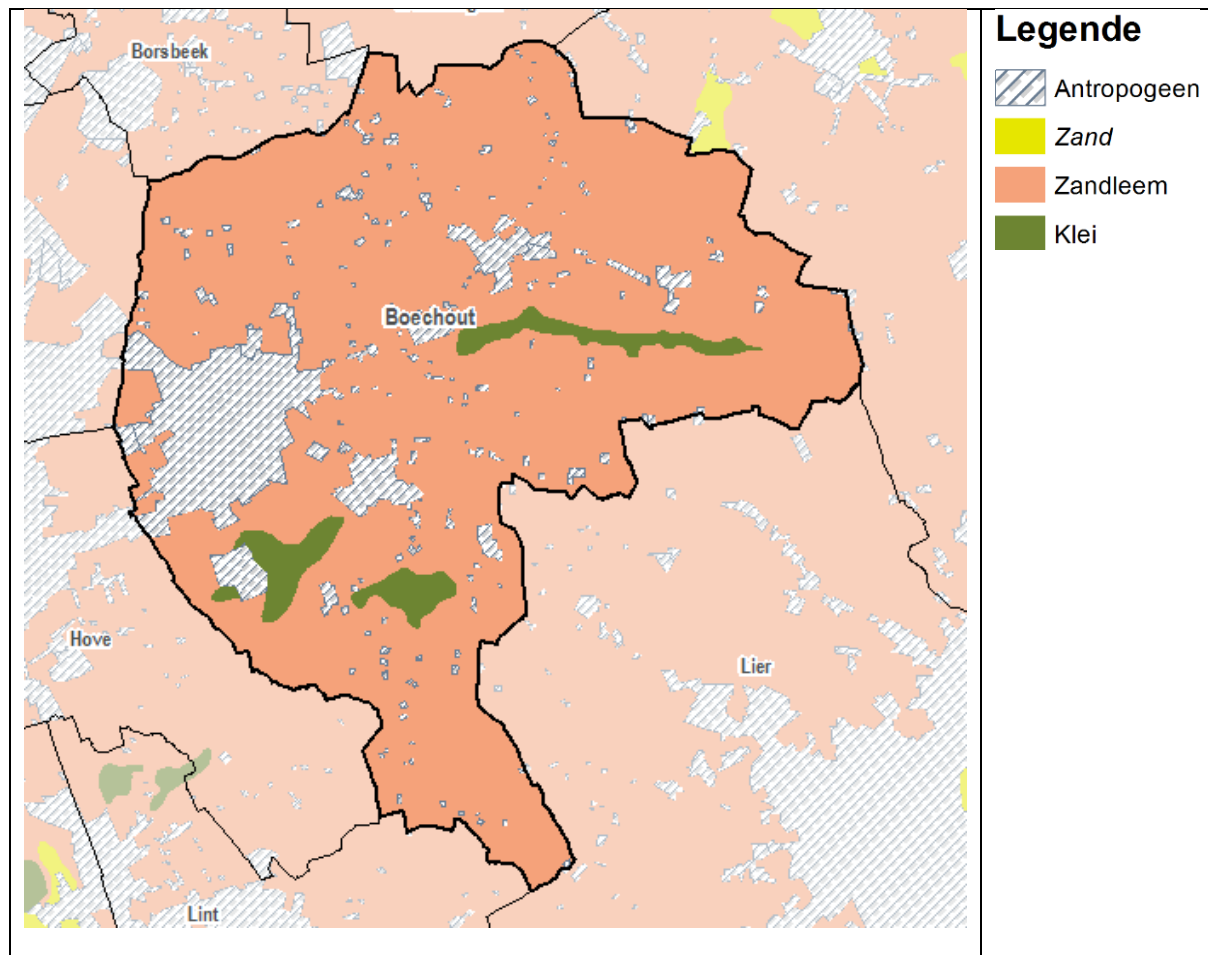 Borsbeek
Boechout
Hove
Lier
Lint
Legende
Antropogeen
Zand
Zandleem
Klei